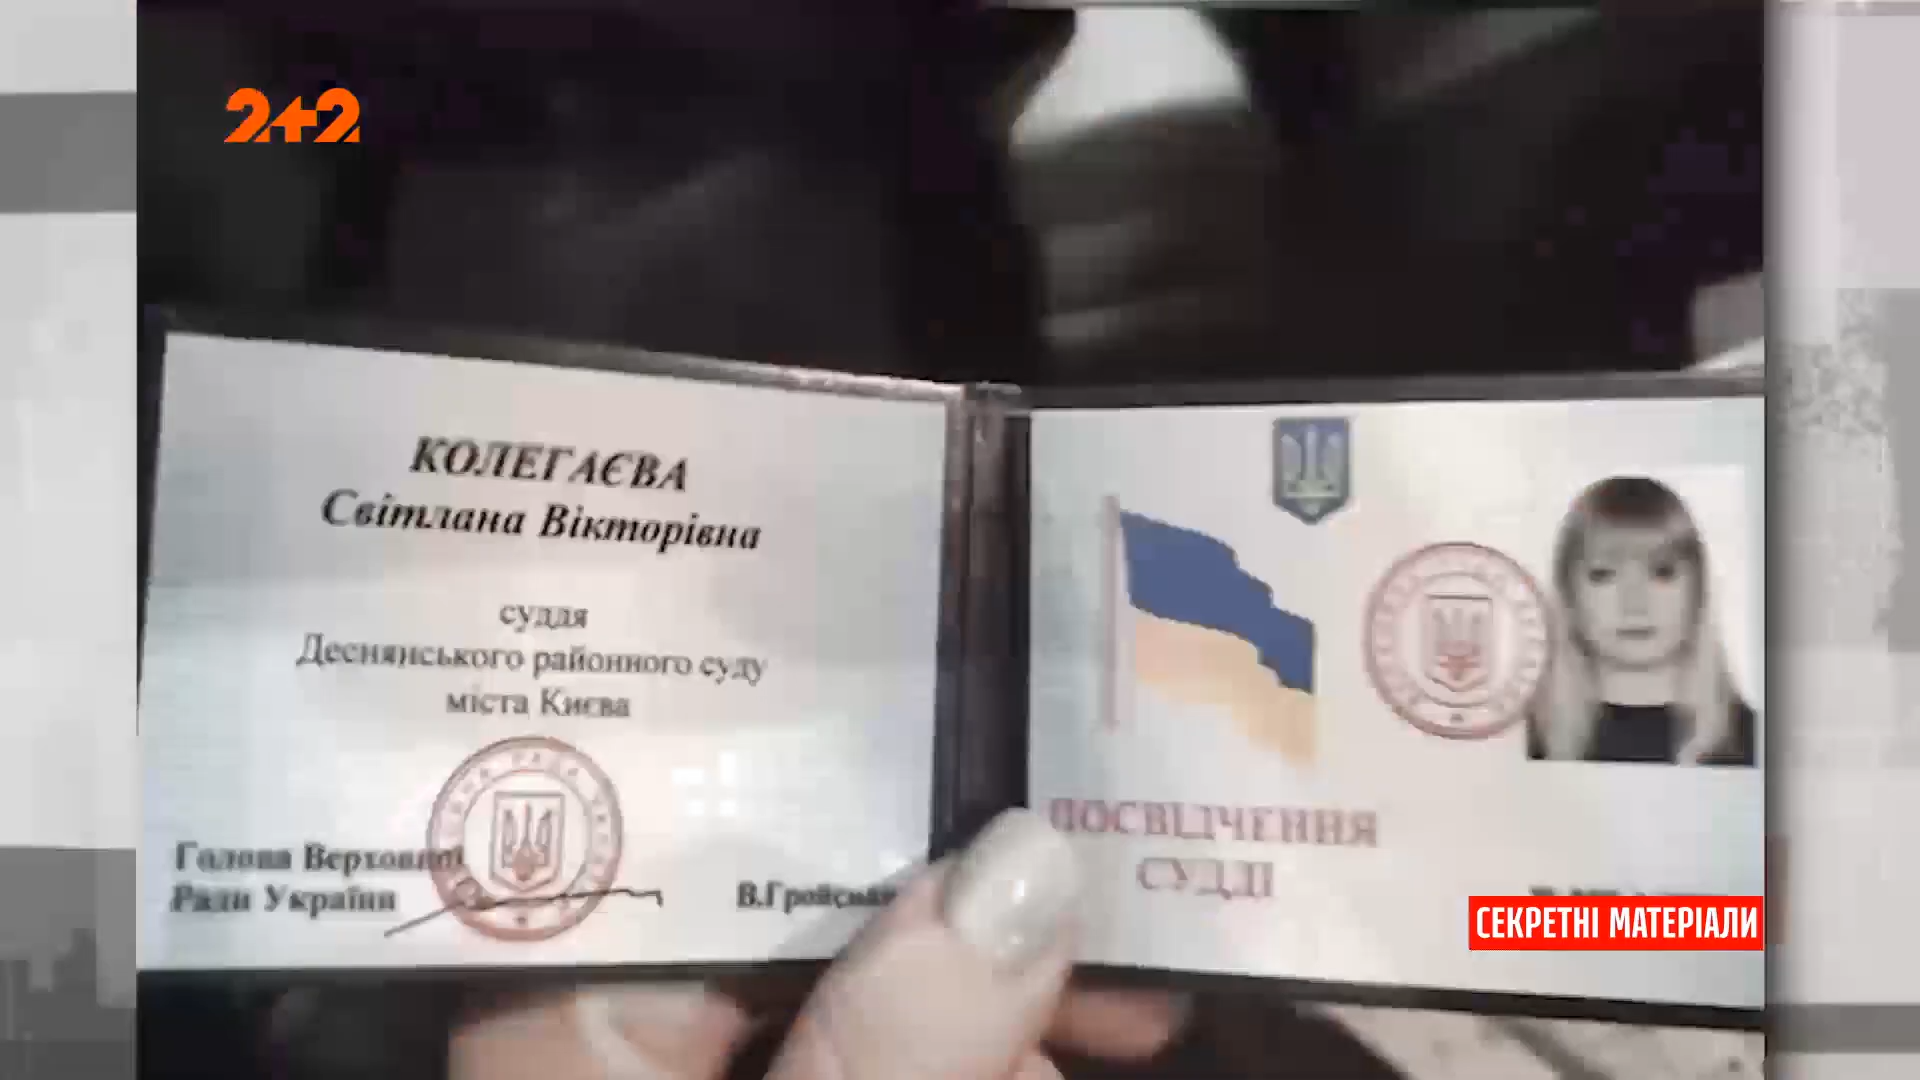 2+2
КОЛЕГАЄВА
Світлана Вікторівна
суддя
Деснянського районного суду
міста Києва
Голова Верховної
Ради України
В.Гройсман
ПОСВІДЧЕННЯ
СУДДІ
СЕКРЕТНІ МАТЕРІАЛИ